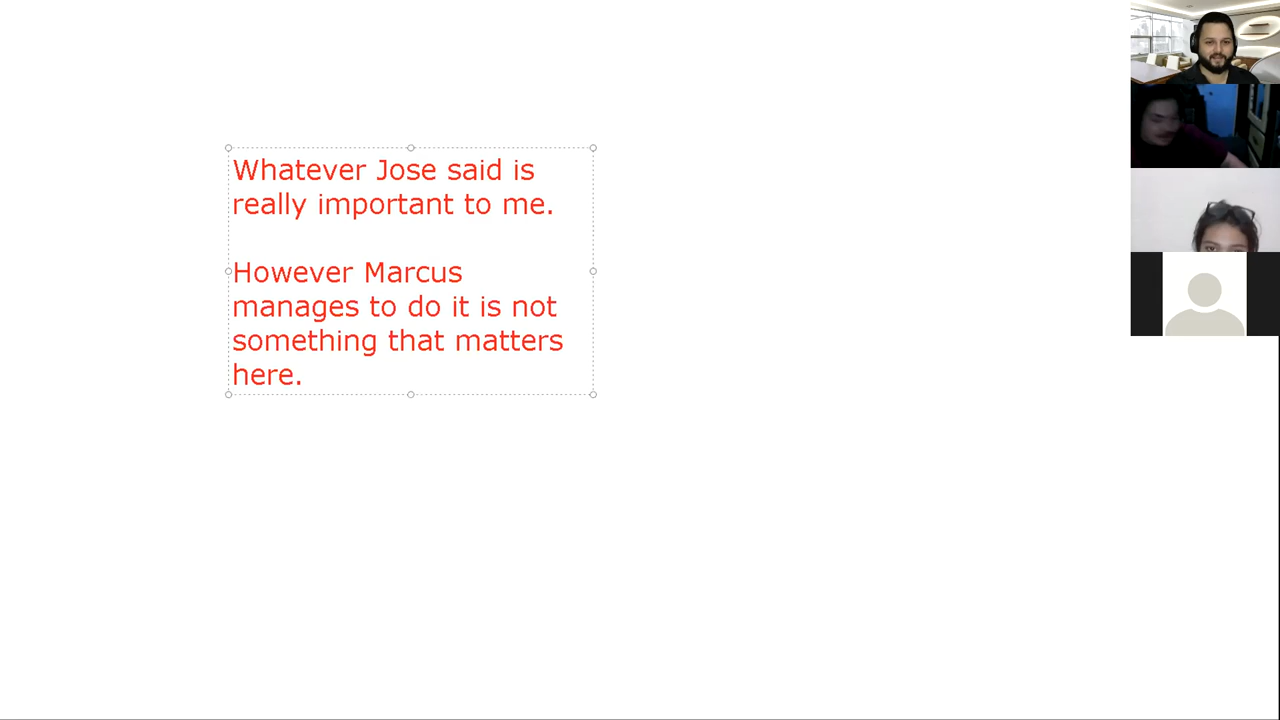 Whatever Jose said is
really important to me.
However Marcus
manages to do it is not
something that matters
here.